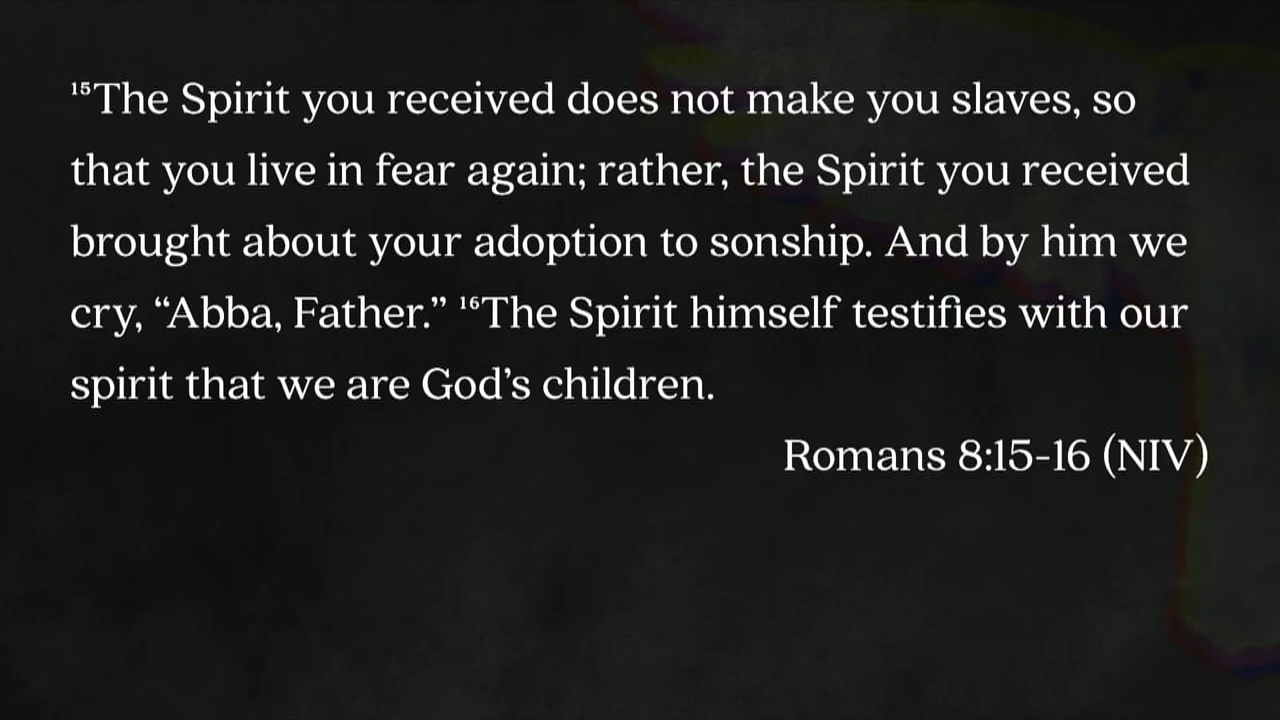 ¹⁵The Spirit you received does not make you slaves, so
that you live in fear again; rather, the Spirit you received
brought about your adoption to sonship. And by him we
cry, “Abba, Father.” ¹⁶The Spirit himself testifies with our
spirit that we are God’s children.
Romans 8:15-16 (NIV)